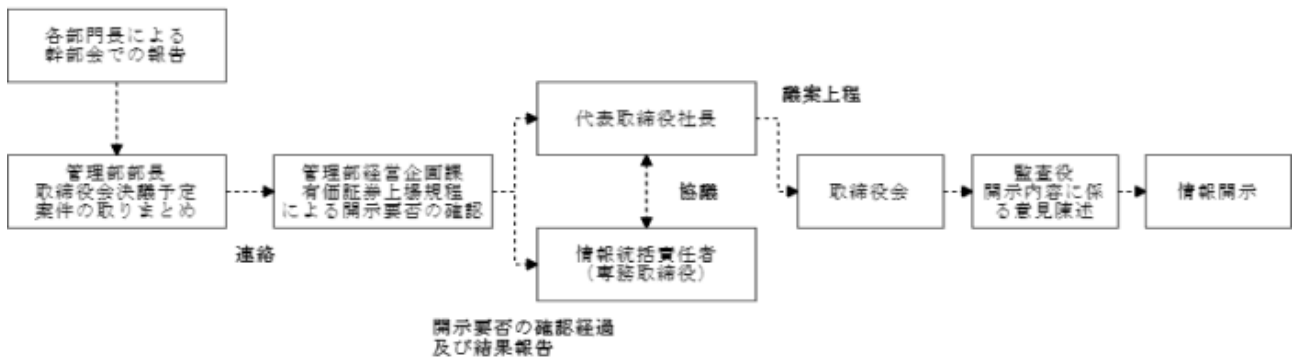 各部門長による
幹部会での報告
管理部部長
取締役会決議予定
案件の取りまとめ
連絡
管理部経営企画課
有価証券上場規程
による開示要否の確認
代表取締役社長
協議
情報統括責任者
（専務取締役）
開示要否の確認経過
及び結果報告
議案上程
取締役会
監査役
開示内容に係
る意見陳述
情報開示